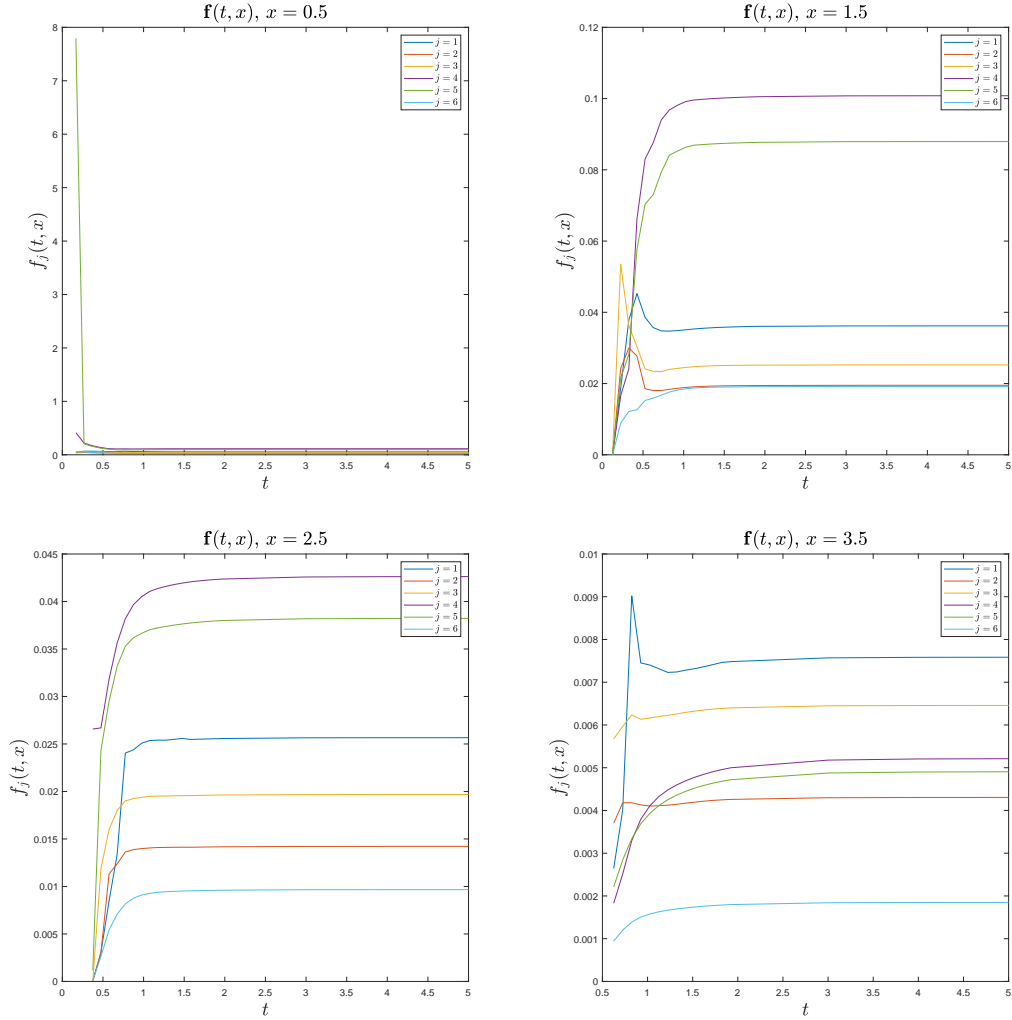 f(t, x), x = 0.5
8
7
6
5
4
3
2
1
0
0 0.5 1 1.5 2 2.5 3 3.5 4 4.5 5
f_j(t, x)
t
j = 1
j = 2
j = 3
j = 4
j = 5
j = 6
f(t, x), x = 1.5
0.12
0.1
0.08
0.06
0.04
0.02
0
0 0.5 1 1.5 2 2.5 3 3.5 4 4.5 5
f_j(t, x)
t
j = 1
j = 2
j = 3
j = 4
j = 5
j = 6
f(t, x), x = 2.5
0.045
0.04
0.035
0.03
0.025
0.02
0.015
0.01
0.005
0
0 0.5 1 1.5 2 2.5 3 3.5 4 4.5 5
f_j(t, x)
t
j = 1
j = 2
j = 3
j = 4
j = 5
j = 6
f(t, x), x = 3.5
0.01
0.009
0.008
0.007
0.006
0.005
0.004
0.003
0.002
0.001
0
0.5 1 1.5 2 2.5 3 3.5 4 4.5 5
f_j(t, x)
t
j = 1
j = 2
j = 3
j = 4
j = 5
j = 6